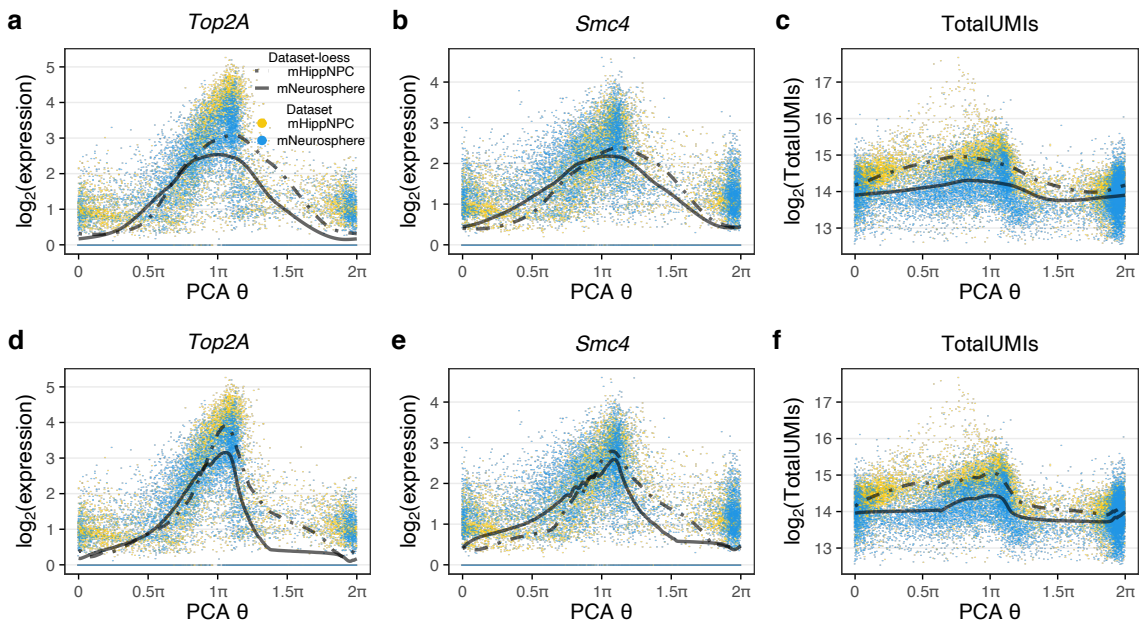 a
Top2A
log2(expression)
5
4
3
2
1
0
Dataset-loess
mHippNPC
mNeurosphere
Dataset
mHippNPC
mNeurosphere
0
0.5π
1π
1.5π
2π
PCA θ
b
Smc4
log2(expression)
4
3
2
1
0
0
0.5π
1π
1.5π
2π
PCA θ
c
TotalUMIs
log2(TotalUMIs)
17
16
15
14
13
0
0.5π
1π
1.5π
2π
PCA θ
d
Top2A
log2(expression)
5
4
3
2
1
0
0
0.5π
1π
1.5π
2π
PCA θ
e
Smc4
log2(expression)
4
3
2
1
0
0
0.5π
1π
1.5π
2π
PCA θ
f
TotalUMIs
log2(TotalUMIs)
17
16
15
14
13
0
0.5π
1π
1.5π
2π
PCA θ